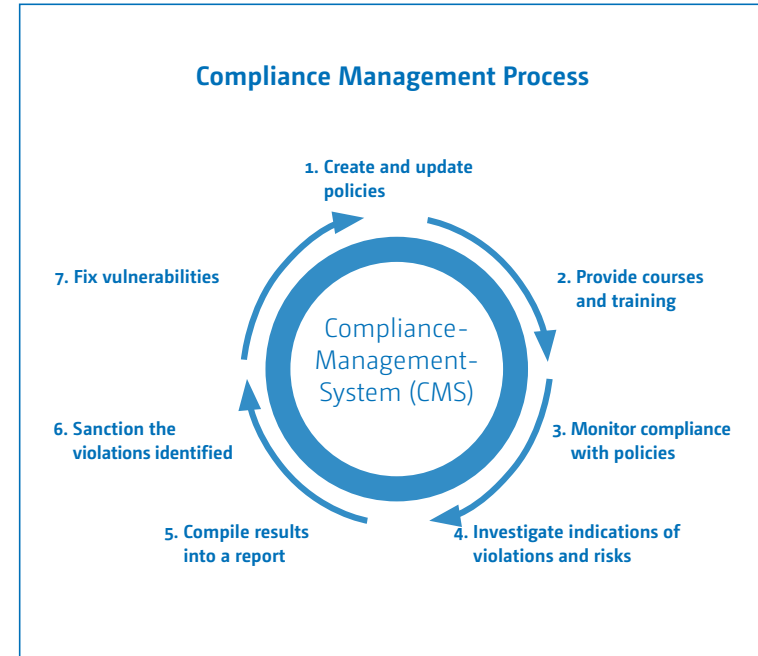 Compliance Management Process
1. Create and update
policies
2. Provide courses
and training
3. Monitor compliance
with policies
4. Investigate indications of
violations and risks
5. Compile results
into a report
6. Sanction the
violations identified
7. Fix vulnerabilities
Compliance-
Management-
System (CMS)